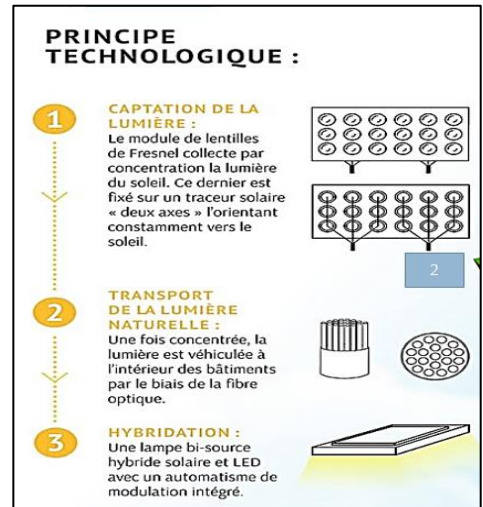 PRINCIPE
TECHNOLOGIQUE :
1
CAPTATION DE LA
LUMIÈRE :
Le module de lentilles
de Fresnel collecte par
concentration la lumière
du soleil. Ce dernier est
fixé sur un traceur solaire
« deux axes » l'orientant
constamment vers le
soleil.
2
2
TRANSPORT
DE LA LUMIÈRE
NATURELLE :
Une fois concentrée, la
lumière est véhiculée à
l'intérieur des bâtiments
par le biais de la fibre
optique.
3
HYBRIDATION :
Une lampe bi-source
hybride solaire et LED
avec un automatisme de
modulation intégré.